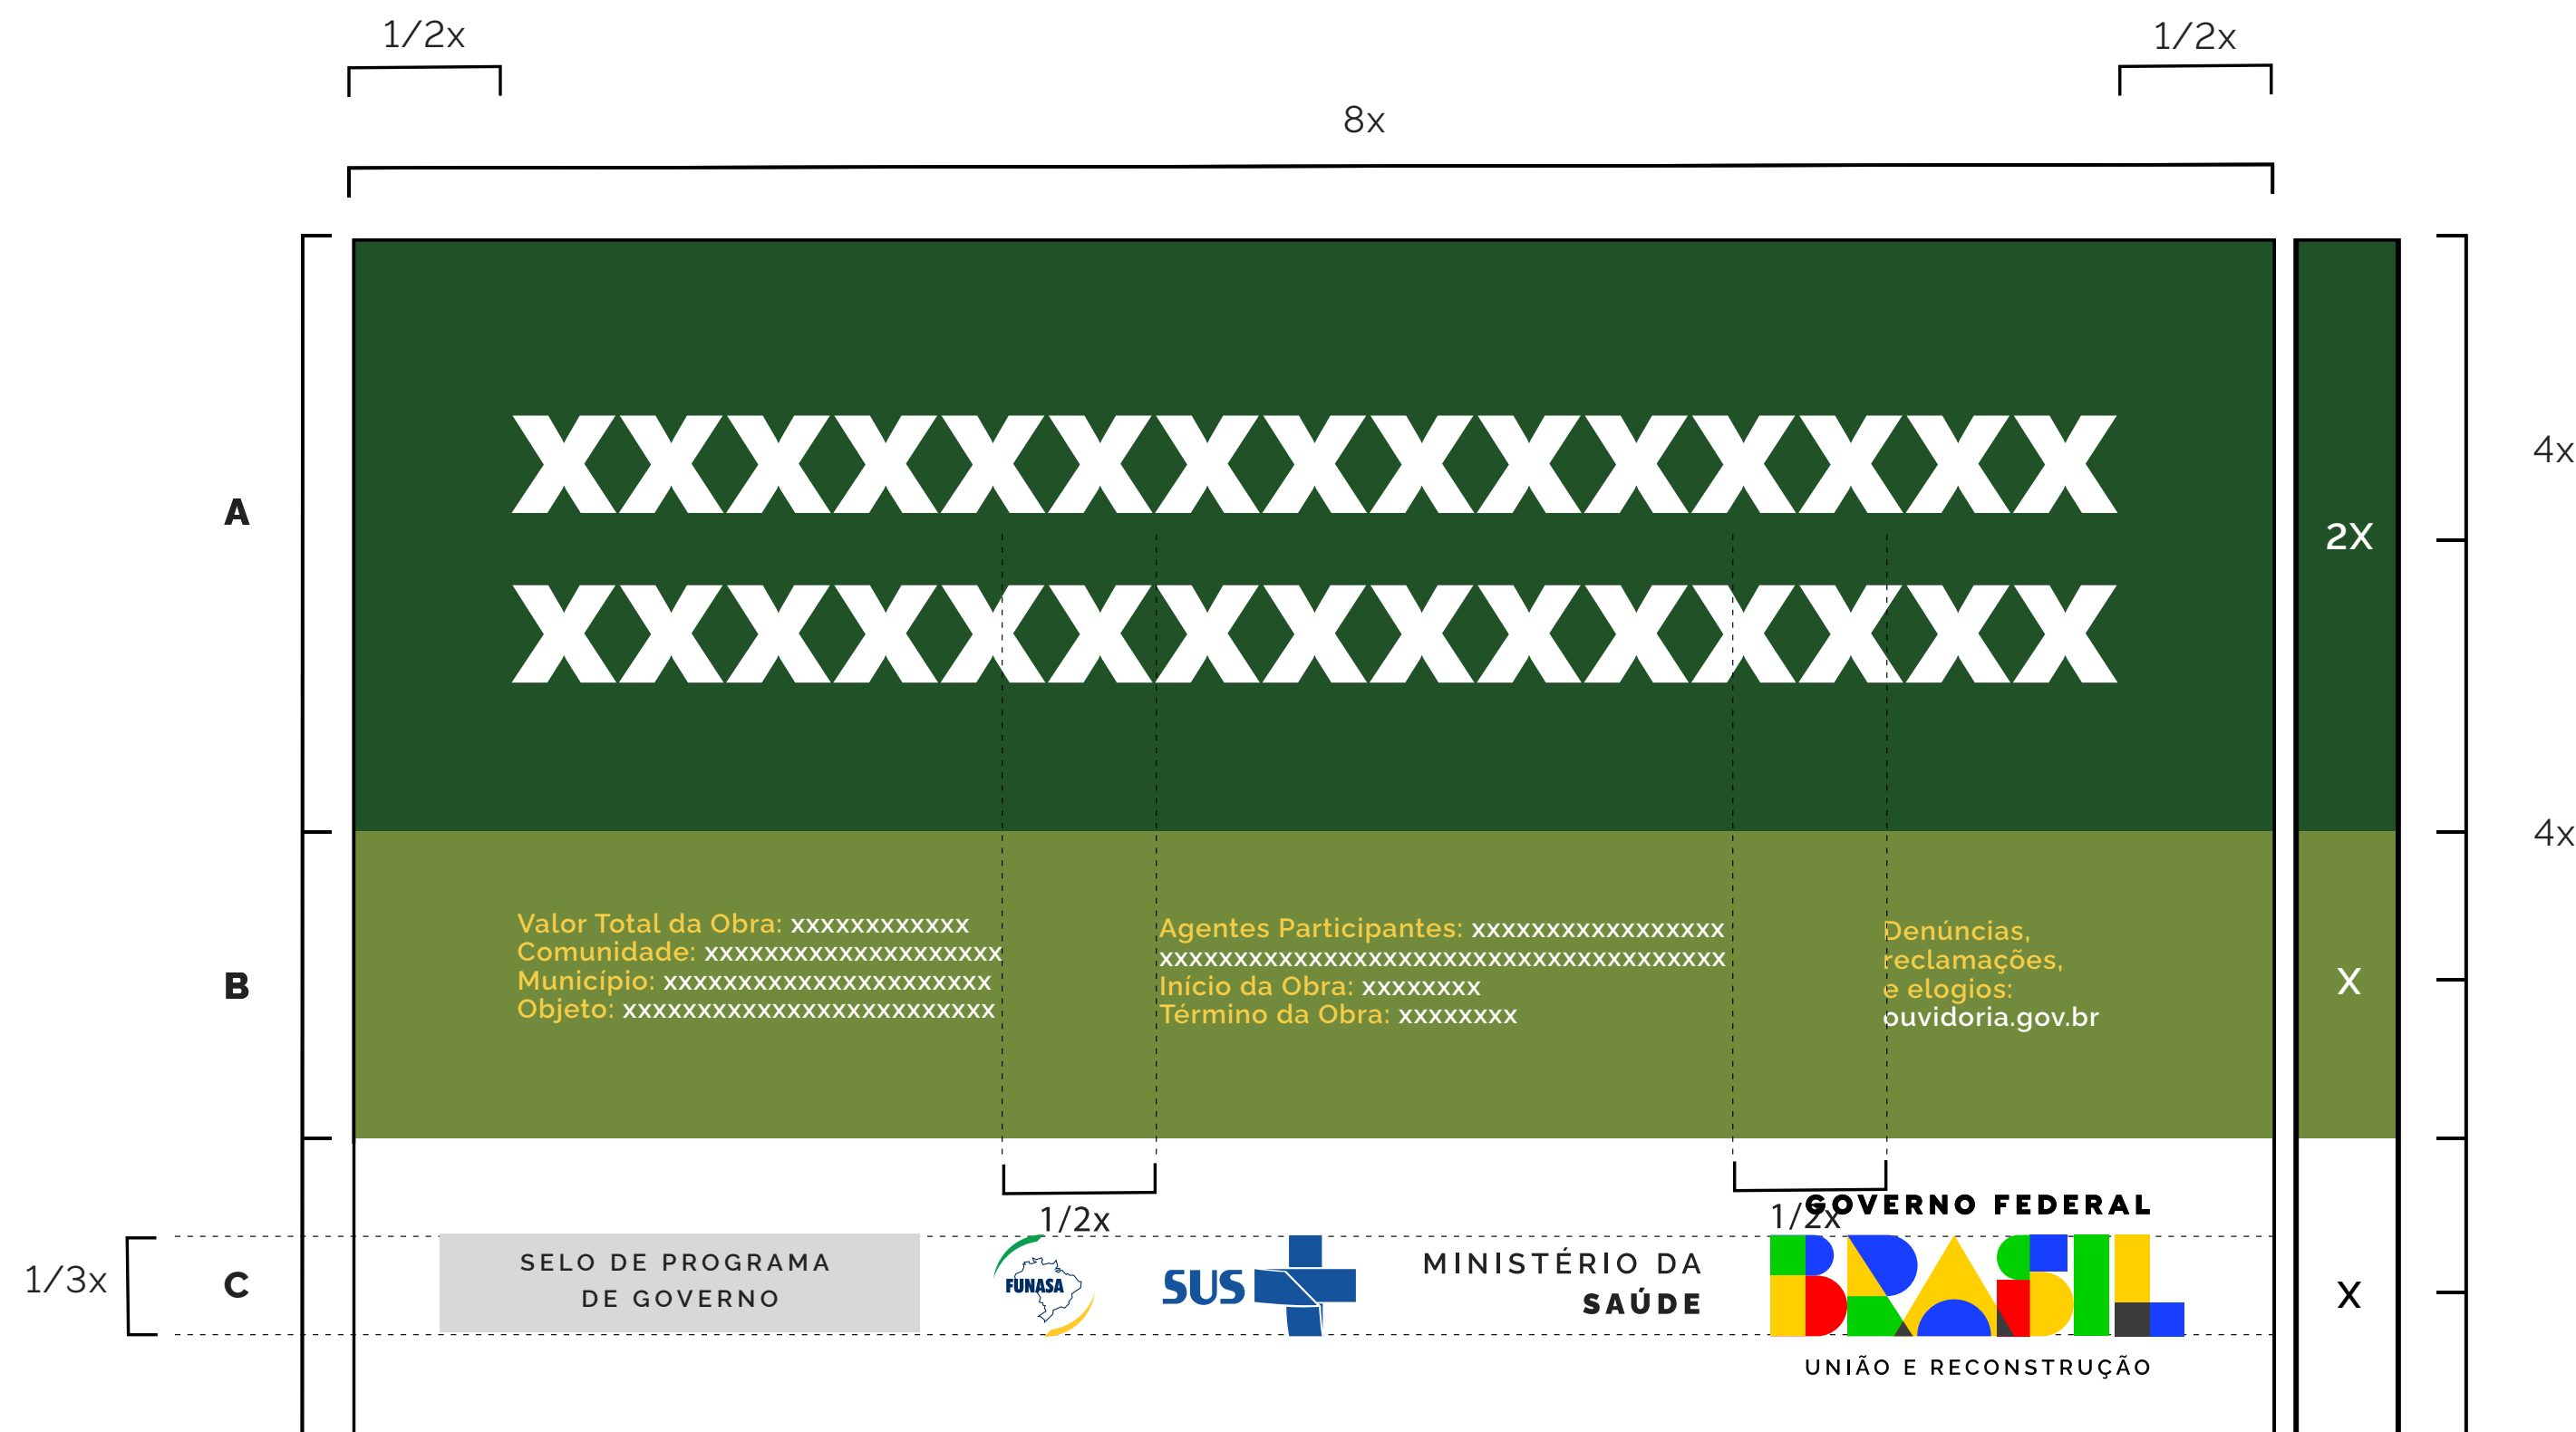 1/2x
1/2x
8x
XXXXXXXXXXXXXXX
XXXXXXXXXXXXXXX
A
2X
4x
4x
Valor Total da Obra: xxxxxxxxxxxx
Comunidade: xxxxxxxxxxxxxxxxxxxx
Município: xxxxxxxxxxxxxxxxxxxxxx
Objeto: xxxxxxxxxxxxxxxxxxxxxxxxx
Agentes Participantes: xxxxxxxxxxxxxxxxx
xxxxxxxxxxxxxxxxxxxxxxxxxxxxxxxxxxxxxx
Início da Obra: xxxxxxxx
Término da Obra: xxxxxxxx
Denúncias,
reclamações,
e elogios:
ouvidoria.gov.br
B
X
1/2x
1/2x
1/3x
C
SELO DE PROGRAMA
DE GOVERNO
FUNASA
SUS
MINISTÉRIO DA
SAÚDE
GOVERNO FEDERAL
BRASIL
UNIÃO E RECONSTRUÇÃO
X